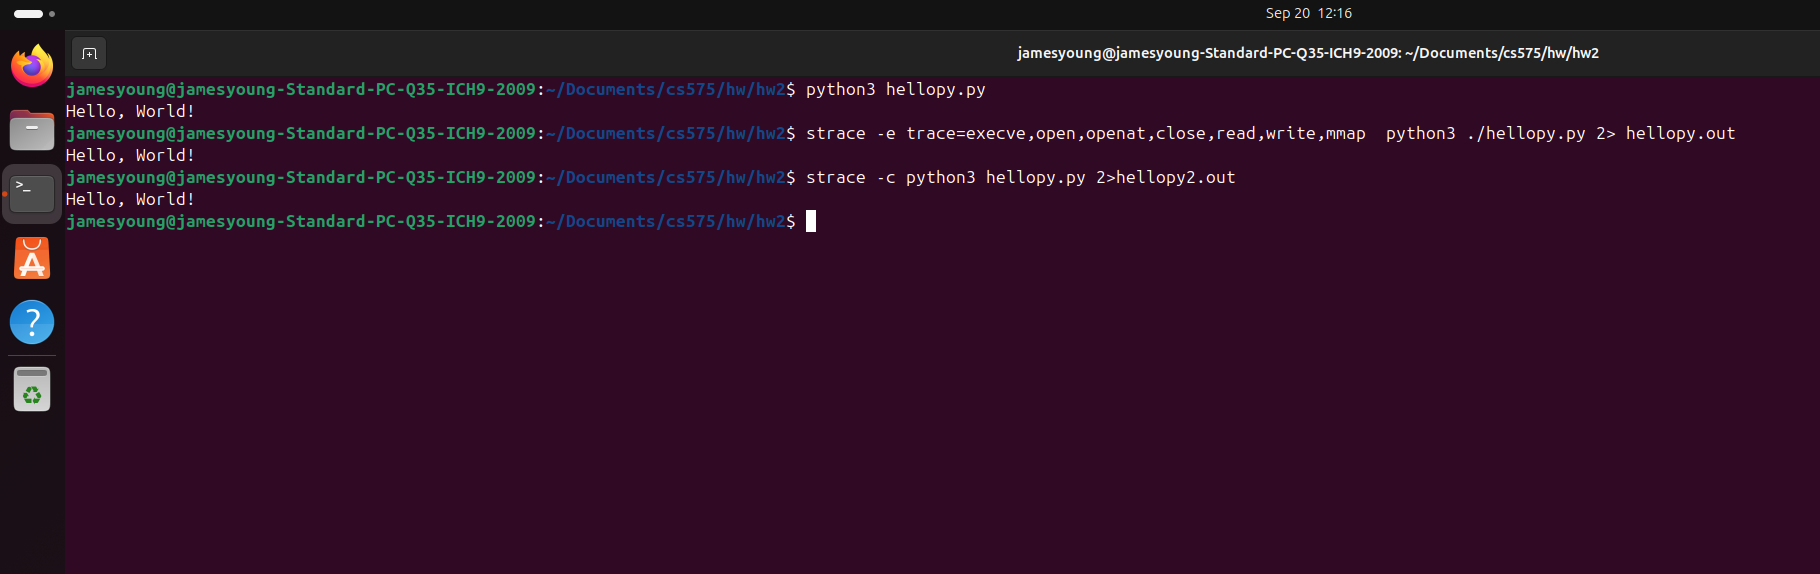 Sep 20 12:16
jamesyoung@jamesyoung-Standard-PC-Q35-ICH9-2009: ~/Documents/cs575/hw/hw2
jamesyoung@jamesyoung-Standard-PC-Q35-ICH9-2009:~/Documents/cs575/hw/hw2$ python3 hellopy.py
Hello, World!
jamesyoung@jamesyoung-Standard-PC-Q35-ICH9-2009:~/Documents/cs575/hw/hw2$ strace -e trace=execve,open,openat,close,read,write,mmap  python3 ./hellopy.py 2> hellopy.out
Hello, World!
jamesyoung@jamesyoung-Standard-PC-Q35-ICH9-2009:~/Documents/cs575/hw/hw2$ strace -c python3 hellopy.py 2>hellopy2.out
Hello, World!
jamesyoung@jamesyoung-Standard-PC-Q35-ICH9-2009:~/Documents/cs575/hw/hw2$